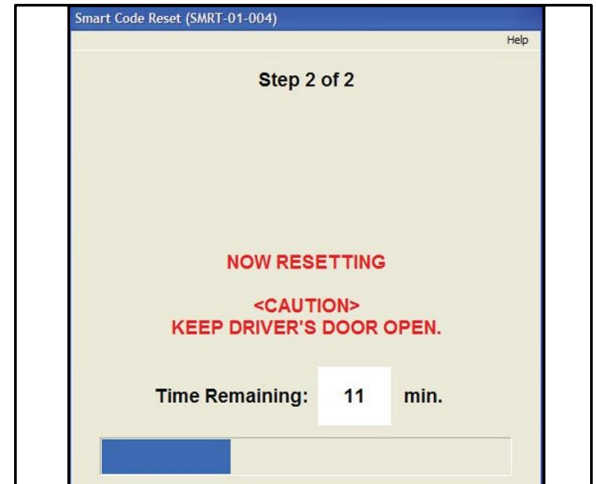 Smart Code Reset (SMRT-01-004)
Help
Step 2 of 2
NOW RESETTING
<CAUTION>
KEEP DRIVER'S DOOR OPEN.
Time Remaining: 11 min.